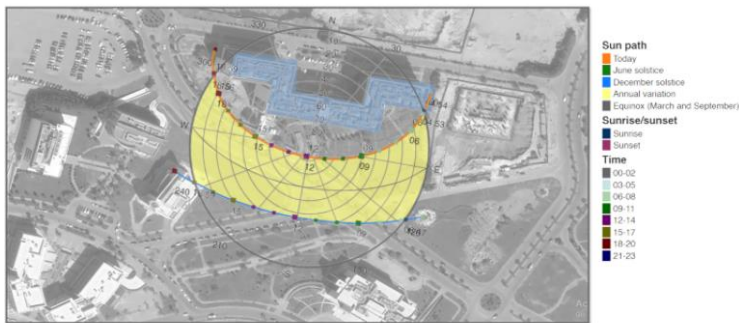 N
330
30
W
E
15
12
09
06
240
210
Sun path
Today
June solstice
December solstice
Annual variation
Equinox (March and September)
Sunrise/sunset
Sunrise
Sunset
Time
00-02
03-05
06-08
09-11
12-14
15-17
18-20
21-23